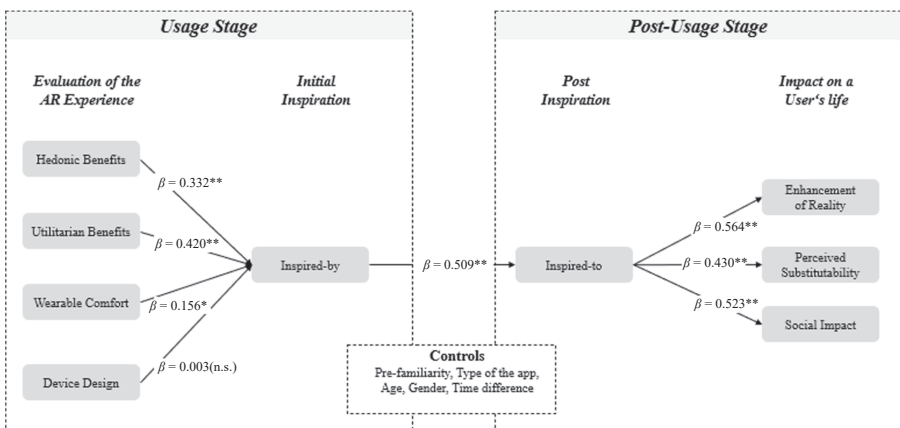 Usage Stage
Post-Usage Stage
Evaluation of the
AR Experience
Initial
Inspiration
Post
Inspiration
Impact on a
User‘s life
Hedonic Benefits
β = 0.332**
Utilitarian Benefits
β = 0.420**
Wearable Comfort
β = 0.156*
Device Design
β = 0.003(n.s.)
Inspired-by
β = 0.509**
Inspired-to
β = 0.564**
Enhancement
of Reality
β = 0.430**
Perceived
Substitutability
β = 0.523**
Social Impact
Controls
Pre-familiarity, Type of the app,
Age, Gender, Time difference